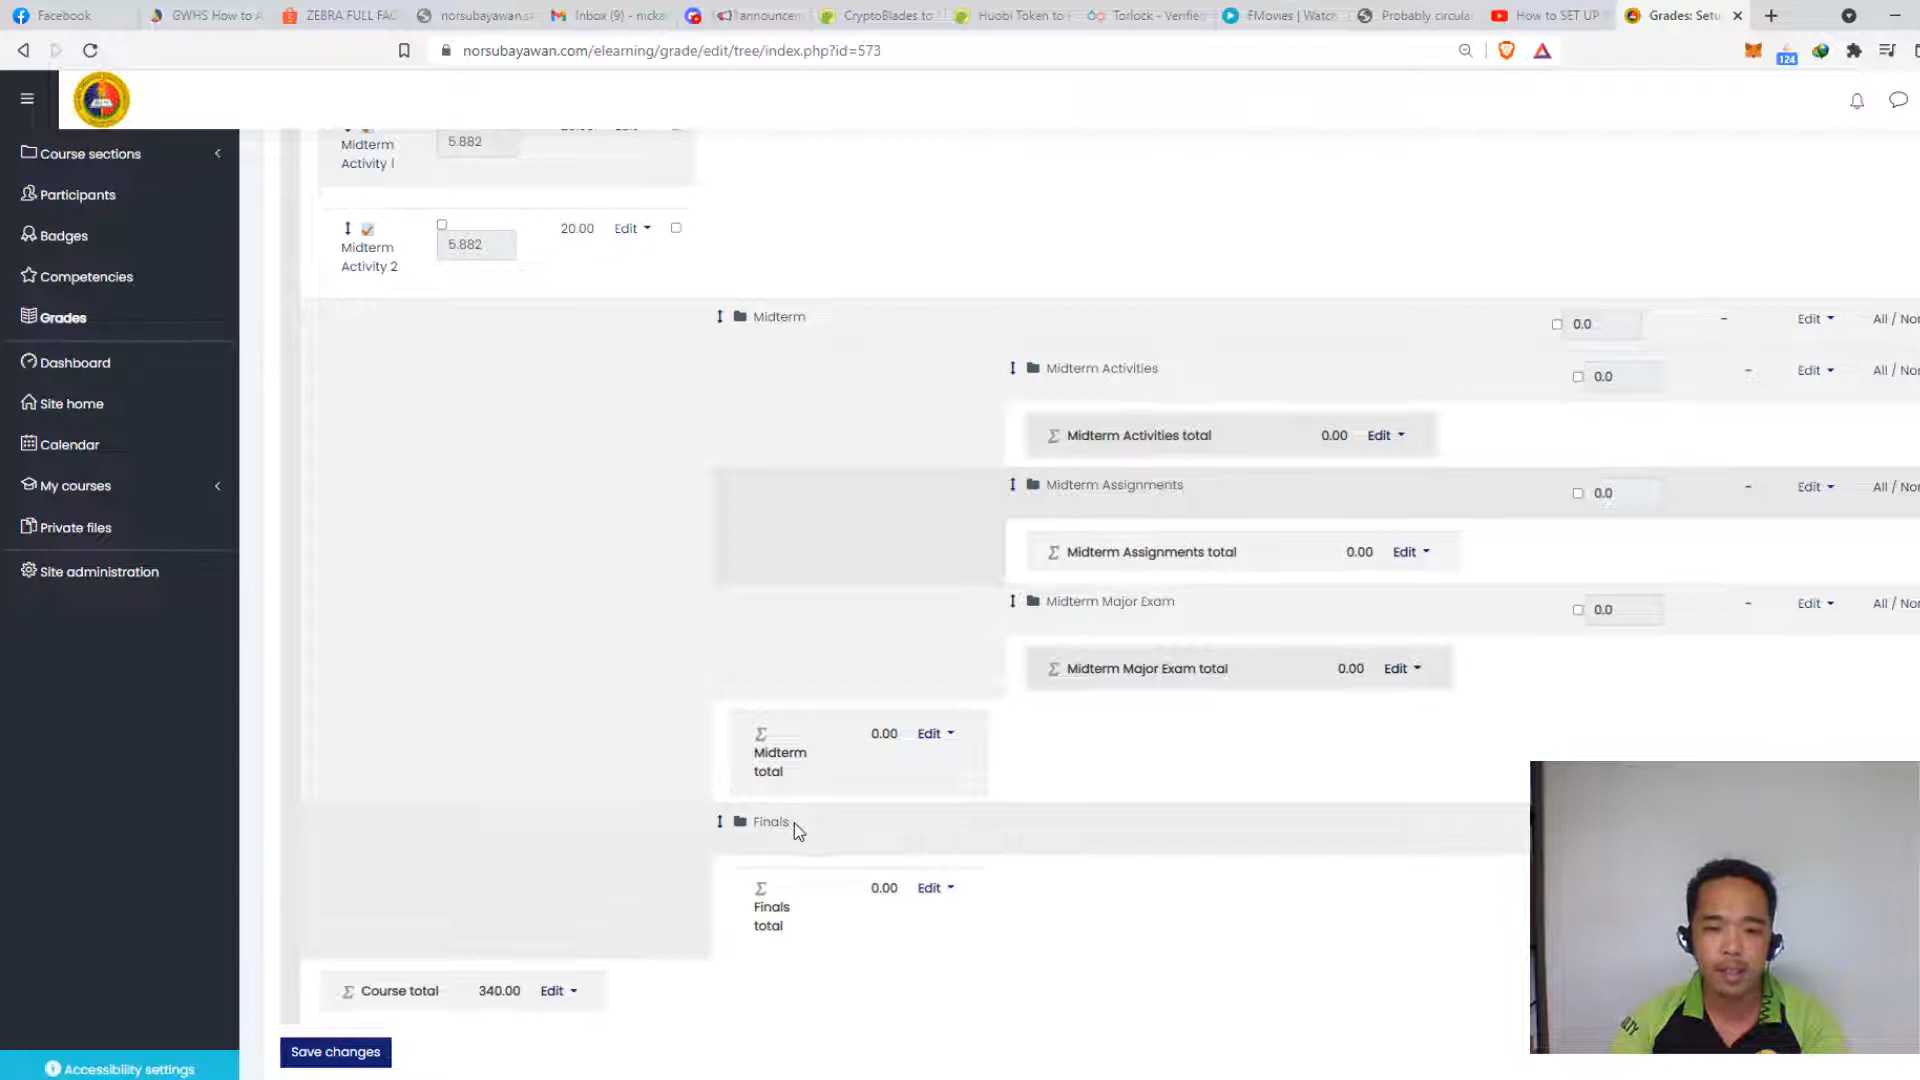 Facebook
GWHS How to A
ZEBRA FULL FAC
norsubayawan.s
Inbox (9) - nicka
announcem
CryptoBlades to
Huobi Token to
Torlock - Verifie
FMovies | Watch
Probably circula
How to SET UP
Grades: Setu
norsubayawan.com/elearning/grade/edit/tree/index.php?id=573
124
Course sections
Participants
Badges
Competencies
Grades
Dashboard
Site home
Calendar
My courses
Private files
Site administration
Accessibility settings
Midterm
Activity 1
5.882
Midterm
Activity 2
5.882
20.00 Edit
Midterm 0.0 - Edit All / Non
Midterm Activities 0.0 - Edit All / Non
Σ Midterm Activities total 0.00 Edit
Midterm Assignments 0.0 - Edit All / Non
Σ Midterm Assignments total 0.00 Edit
Midterm Major Exam 0.0 - Edit All / Non
Σ Midterm Major Exam total 0.00 Edit
Σ 0.00 Edit
Midterm
total
Finals
Σ 0.00 Edit
Finals
total
Σ Course total 340.00 Edit
Save changes